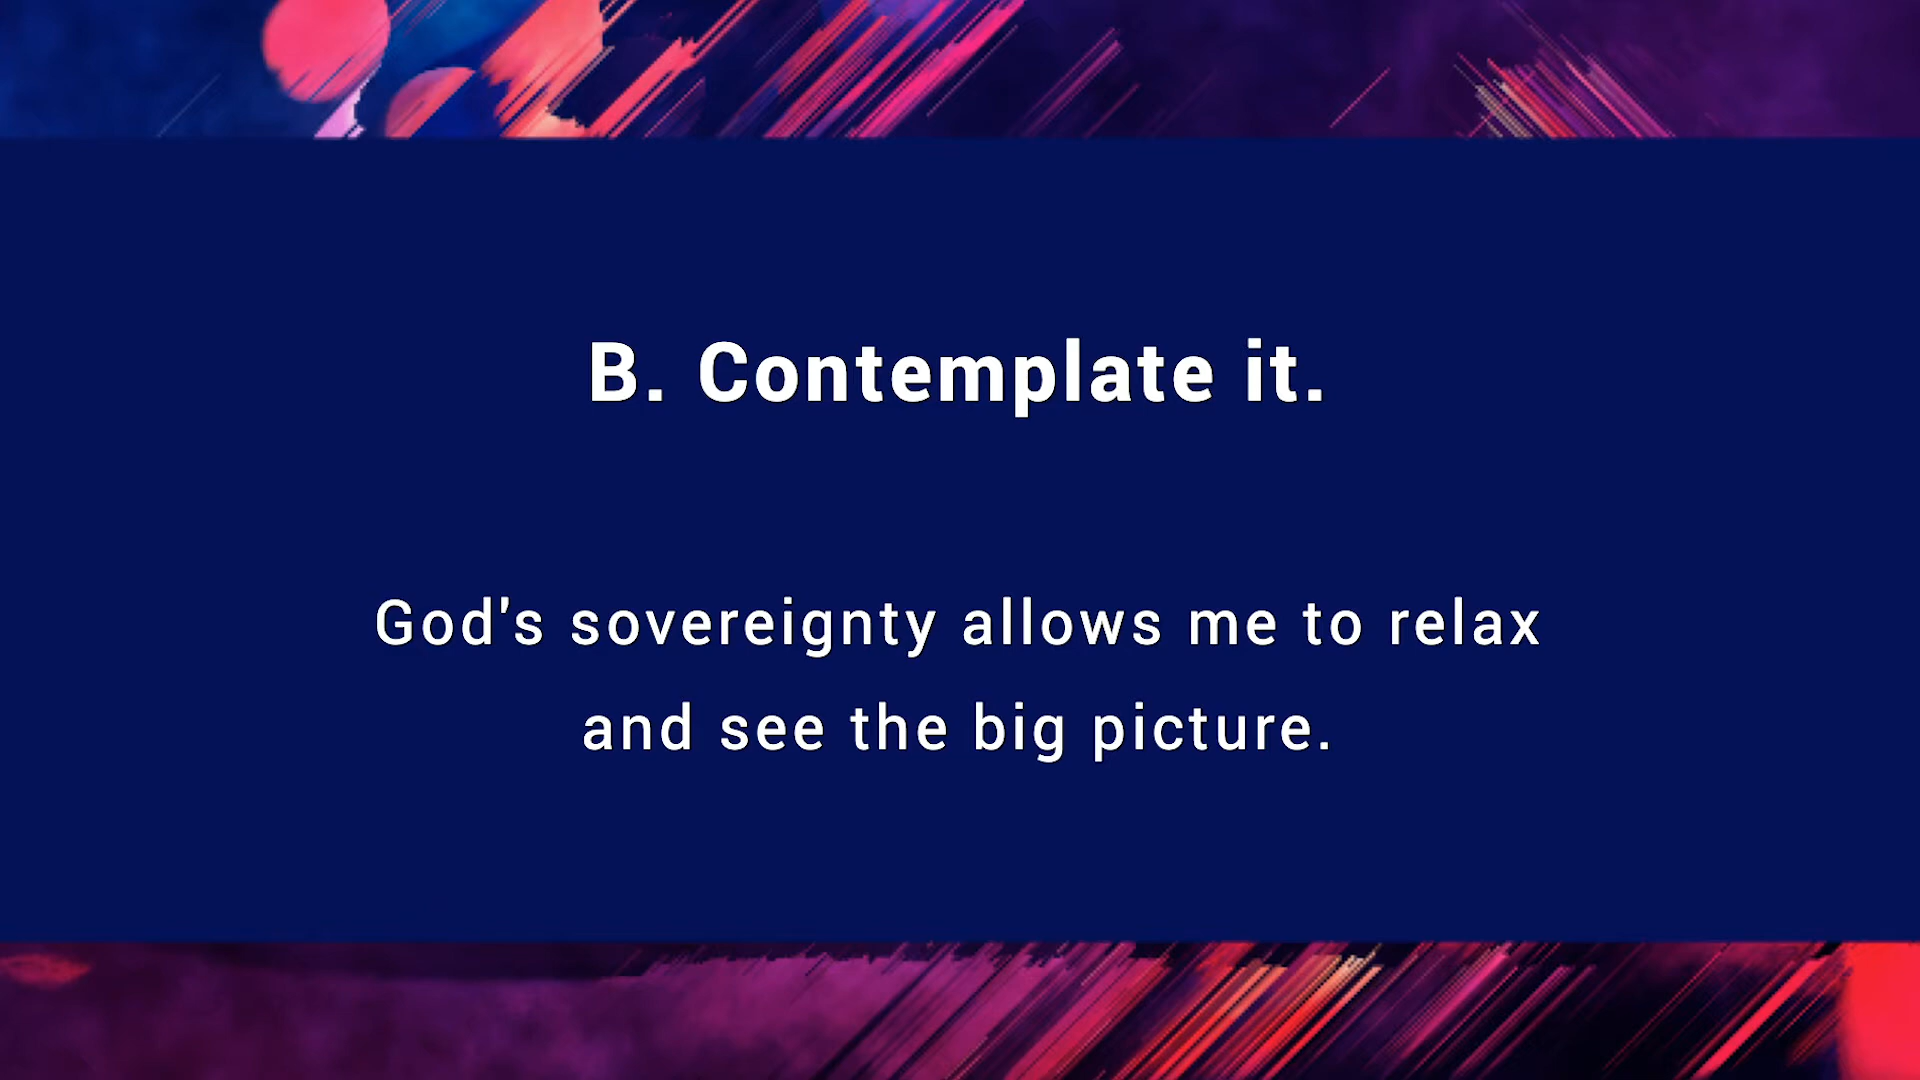 B. Contemplate it.
God's sovereignty allows me to relax
and see the big picture.